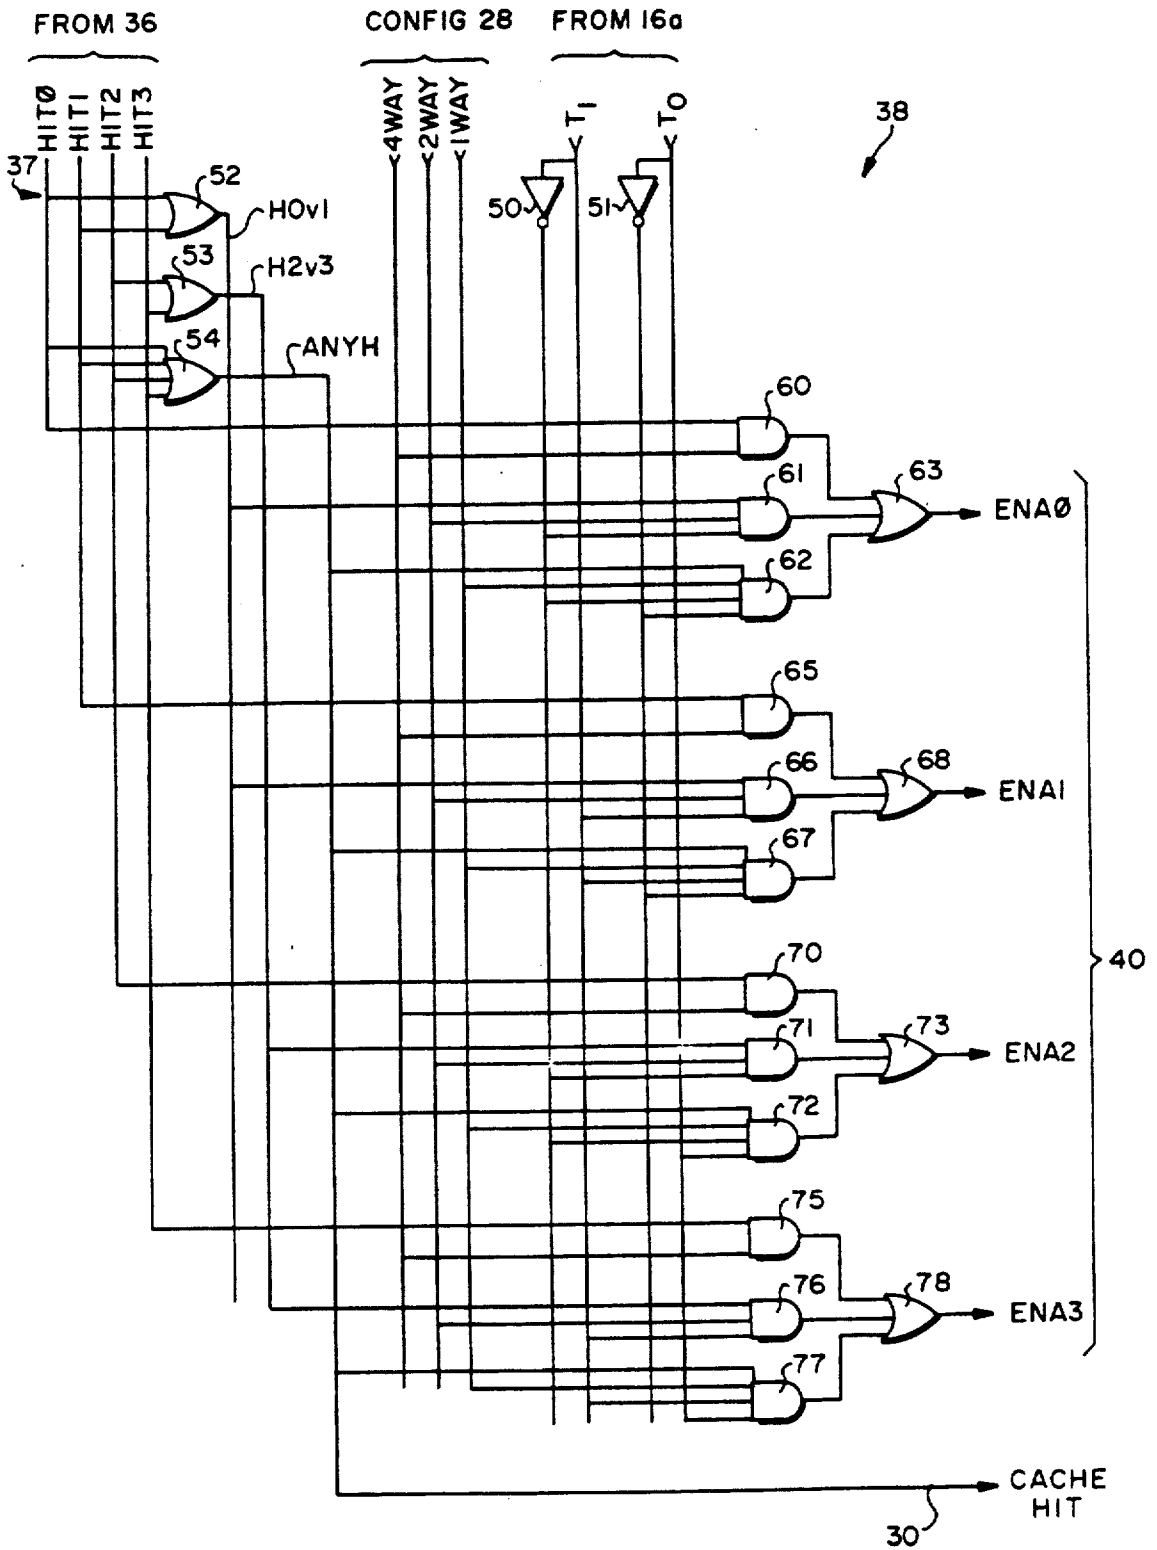 FROM 36
CONFIG 28
FROM 16a
HITØ
HIT1
HIT2
HIT3
<4WAY
<2WAY
<1WAY
T1
T0
38
37
52
H0v1
50
51
53
H2v3
54
ANYH
60
61
63
ENAØ
62
65
66
68
ENA1
67
70
40
71
73
ENA2
72
75
76
78
ENA3
77
CACHE
HIT
30